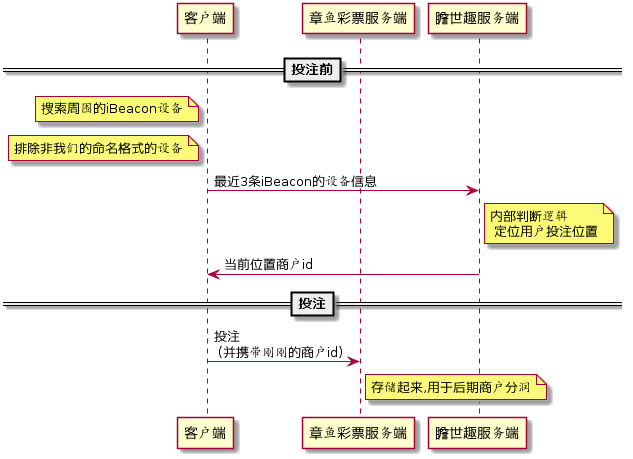 客户端
章鱼彩票服务端
瞻世趣服务端
投注前
搜索周围的iBeacon设备
排除非我们的命名格式的设备
最近3条iBeacon的设备信息
内部判断逻辑
定位用户投注位置
当前位置商户id
投注
投注
(并携带刚刚的商户id)
存储起来,用于后期商户分润
客户端
章鱼彩票服务端
瞻世趣服务端